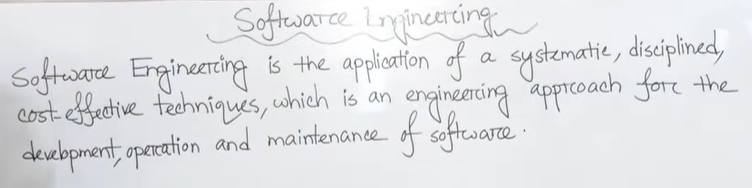 Software Engineering
Software Engineering is the application of a systematic, disciplined,
cost-effective techniques, which is an engineering approach for the
development, operation and maintenance of software.